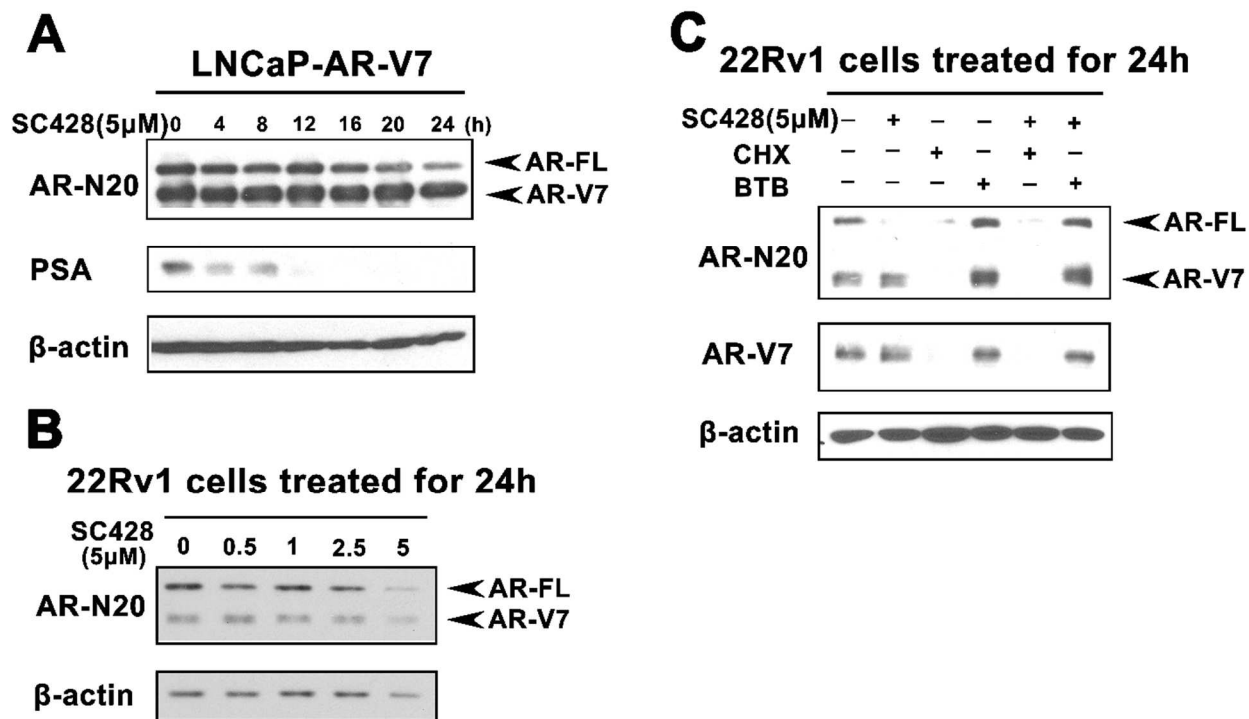 A
LNCaP-AR-V7
SC428(5µM) 0 4 8 12 16 20 24 (h)
AR-N20
AR-FL
AR-V7
PSA
β-actin
B
22Rv1 cells treated for 24h
SC428
(5µM)
0 0.5 1 2.5 5
AR-N20
AR-FL
AR-V7
β-actin
C
22Rv1 cells treated for 24h
SC428(5µM) – + – – + +
CHX – – + – + –
BTB – – – + – +
AR-N20
AR-FL
AR-V7
AR-V7
β-actin